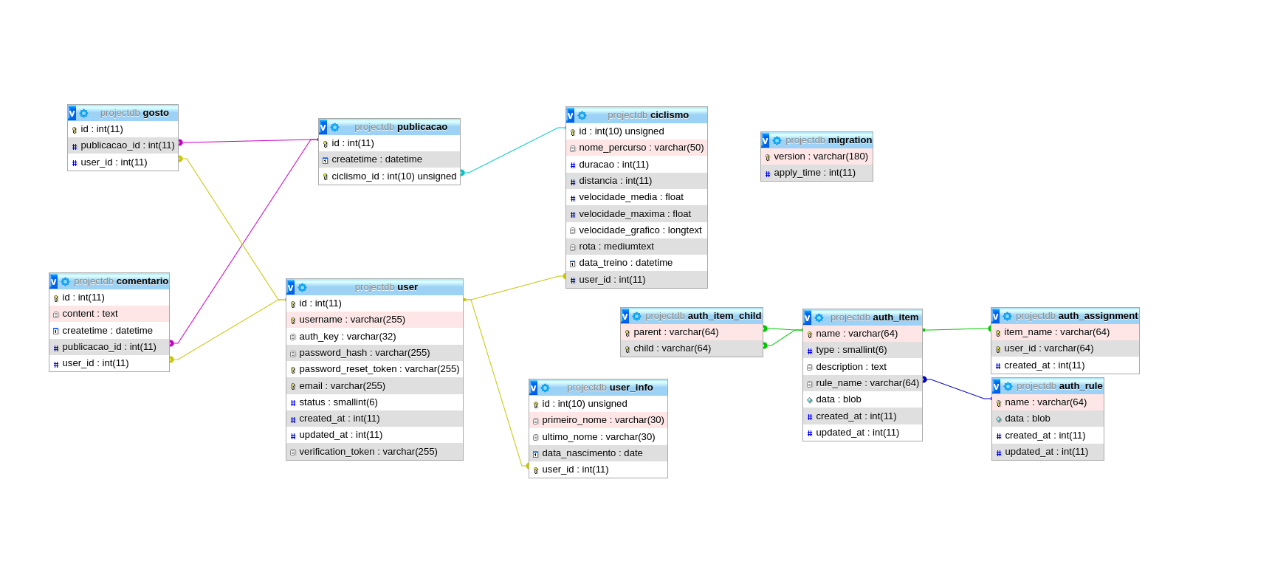 projectdb gosto
id : int(11)
publicacao_id : int(11)
user_id : int(11)
projectdb publicacao
id : int(11)
createtime : datetime
ciclismo_id : int(10) unsigned
projectdb ciclismo
id : int(10) unsigned
nome_percurso : varchar(50)
duracao : int(11)
distancia : int(11)
velocidade_media : float
velocidade_maxima : float
velocidade_grafico : longtext
rota : mediumtext
data_treino : datetime
user_id : int(11)
projectdb migration
version : varchar(180)
apply_time : int(11)
projectdb comentario
id : int(11)
content : text
createtime : datetime
publicacao_id : int(11)
user_id : int(11)
projectdb user
id : int(11)
username : varchar(255)
auth_key : varchar(32)
password_hash : varchar(255)
password_reset_token : varchar(255)
email : varchar(255)
status : smallint(6)
created_at : int(11)
updated_at : int(11)
verification_token : varchar(255)
projectdb user_info
id : int(10) unsigned
primeiro_nome : varchar(30)
ultimo_nome : varchar(30)
data_nascimento : date
user_id : int(11)
projectdb auth_item_child
parent : varchar(64)
child : varchar(64)
projectdb auth_item
name : varchar(64)
type : smallint(6)
description : text
rule_name : varchar(64)
data : blob
created_at : int(11)
updated_at : int(11)
projectdb auth_assignment
item_name : varchar(64)
user_id : varchar(64)
created_at : int(11)
projectdb auth_rule
name : varchar(64)
data : blob
created_at : int(11)
updated_at : int(11)